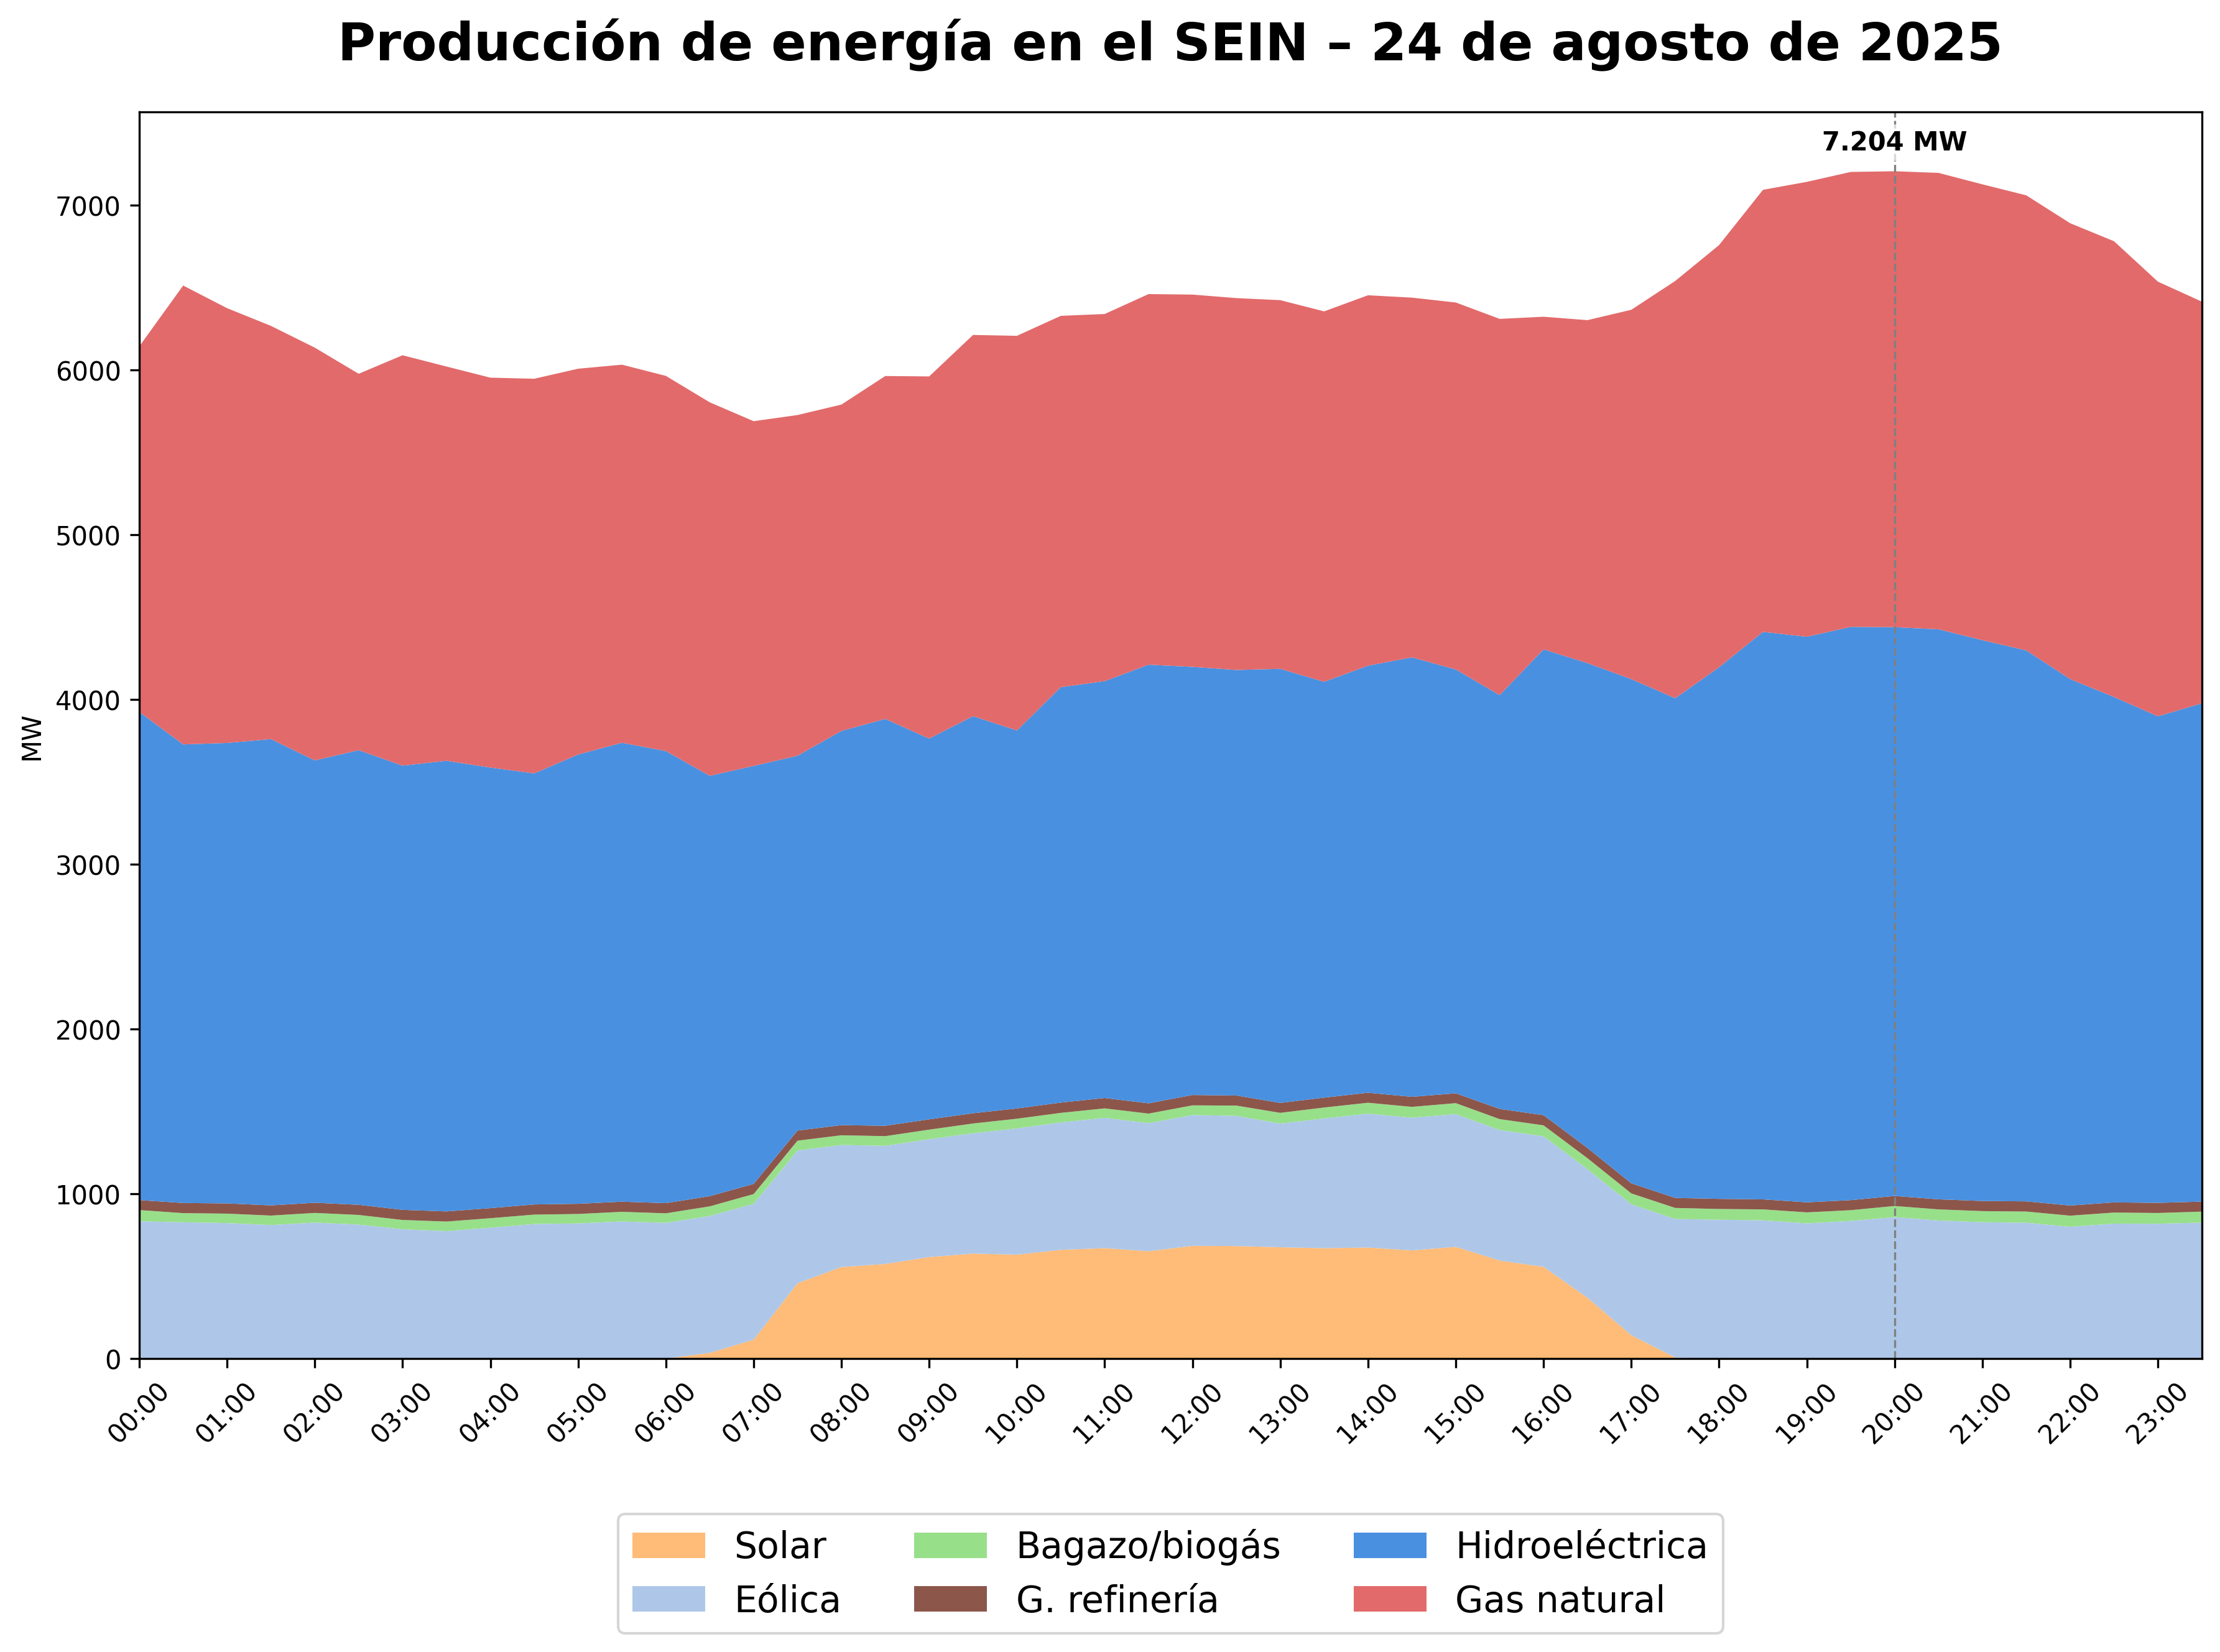 Producción de energía en el SEIN – 24 de agosto de 2025
7.204 MW
7000
6000
5000
4000
3000
2000
1000
0
MW
00:00 01:00 02:00 03:00 04:00 05:00 06:00 07:00 08:00 09:00 10:00 11:00 12:00 13:00 14:00 15:00 16:00 17:00 18:00 19:00 20:00 21:00 22:00 23:00
Solar Bagazo/biogás Hidroeléctrica
Eólica G. refinería Gas natural